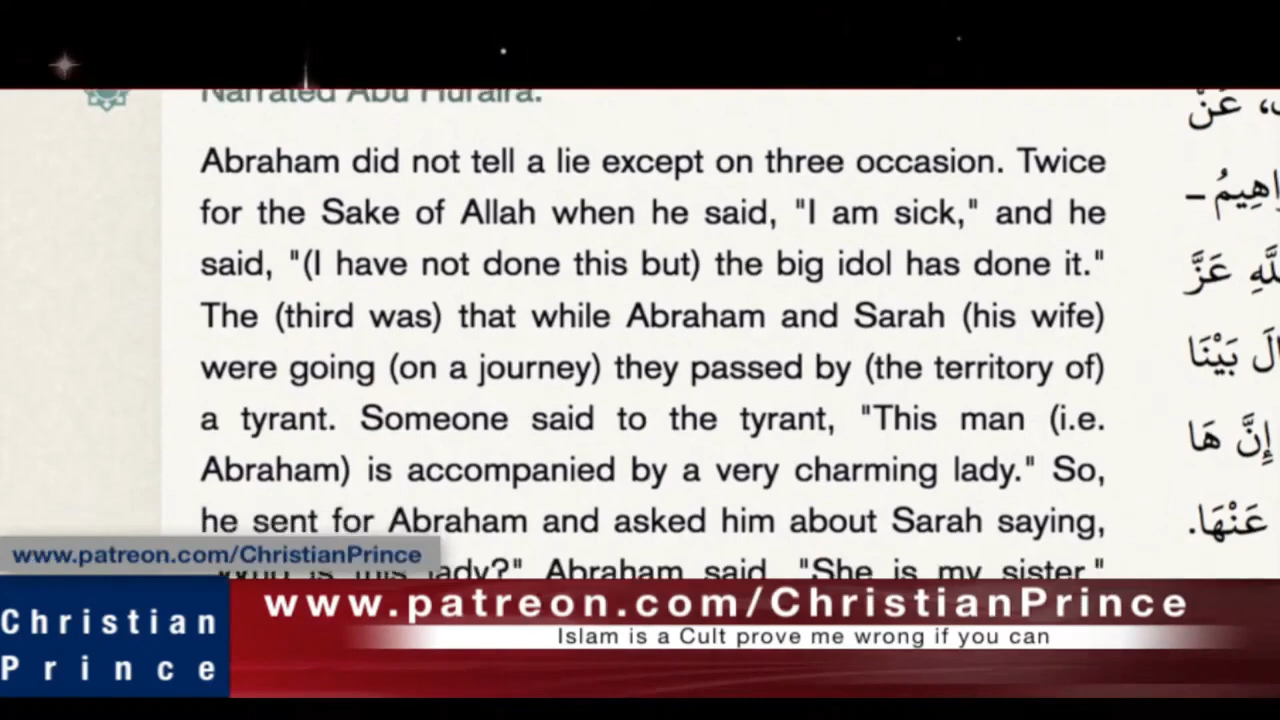 Narrated Abu Huraira:
Abraham did not tell a lie except on three occasion. Twice
for the Sake of Allah when he said, "I am sick," and he
said, "(I have not done this but) the big idol has done it."
The (third was) that while Abraham and Sarah (his wife)
were going (on a journey) they passed by (the territory of)
a tyrant. Someone said to the tyrant, "This man (i.e.
Abraham) is accompanied by a very charming lady." So,
he sent for Abraham and asked him about Sarah saying,
"Who is this lady?" Abraham said, "She is my sister."
عَنْ
ـ
عَزَّ
بَيْنَا
إِنَّ هَا
عَنْهَا.
www.patreon.com/ChristianPrince
Christian
Prince
www.patreon.com/ChristianPrince
Islam is a Cult prove me wrong if you can